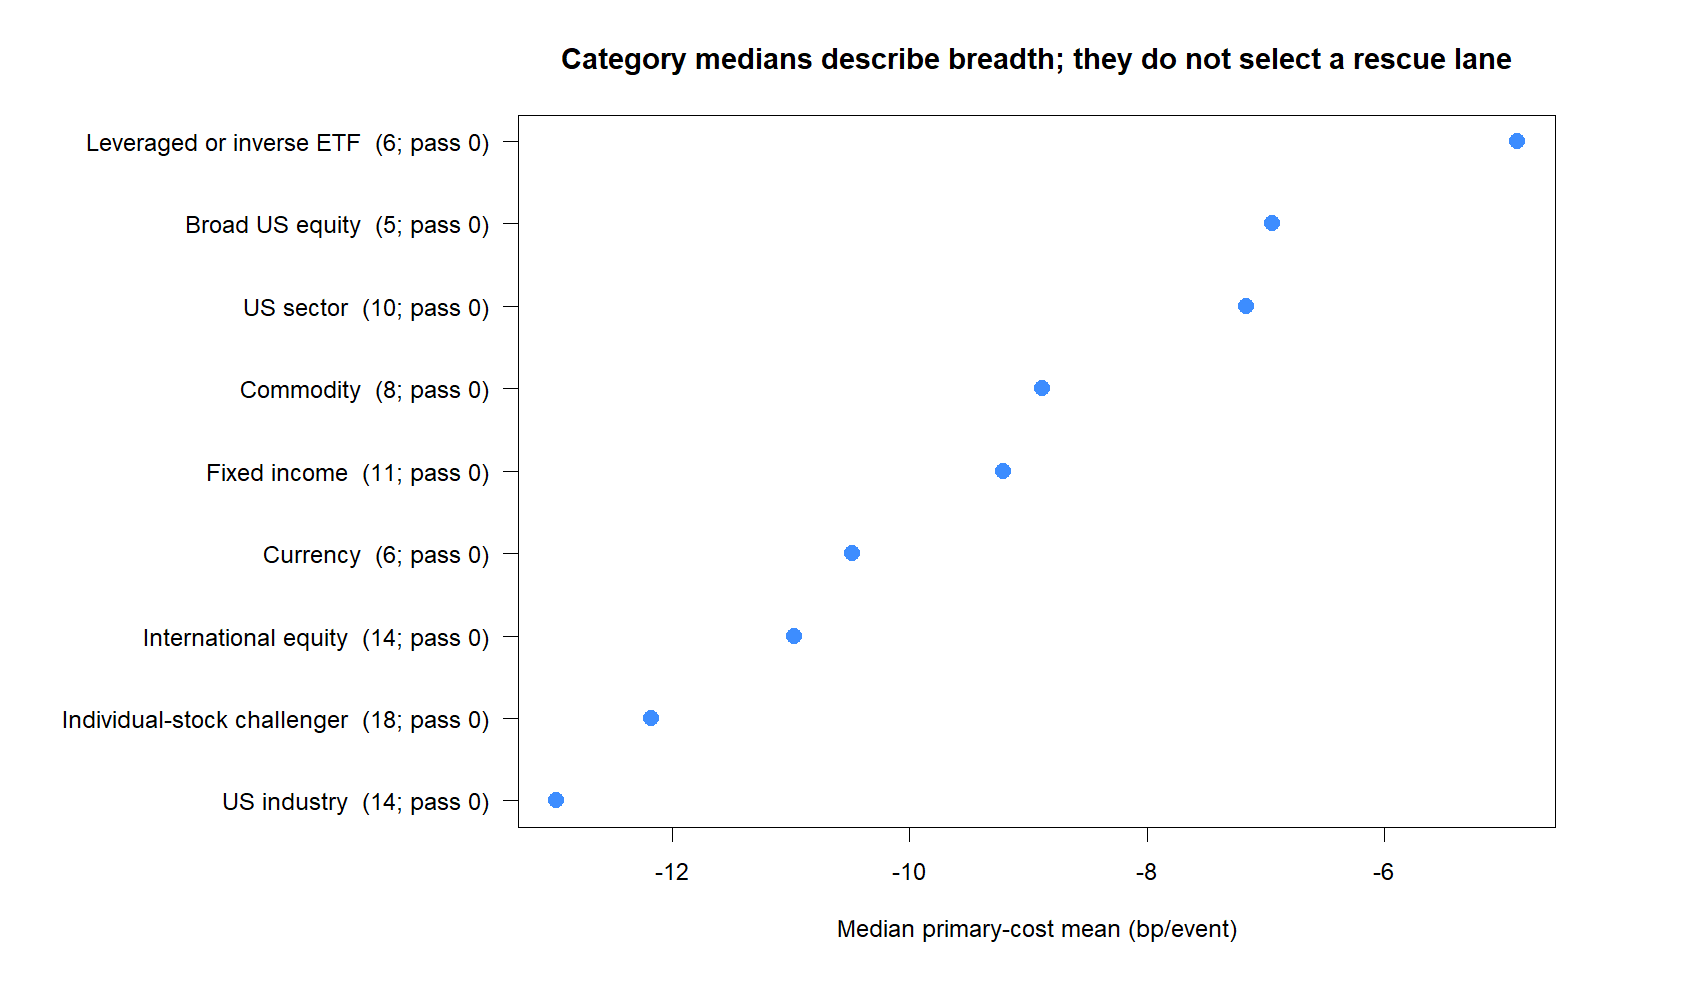 Category medians describe breadth; they do not select a rescue lane
Leveraged or inverse ETF (6; pass 0)
Broad US equity (5; pass 0)
US sector (10; pass 0)
Commodity (8; pass 0)
Fixed income (11; pass 0)
Currency (6; pass 0)
International equity (14; pass 0)
Individual-stock challenger (18; pass 0)
US industry (14; pass 0)
-12 -10 -8 -6
Median primary-cost mean (bp/event)